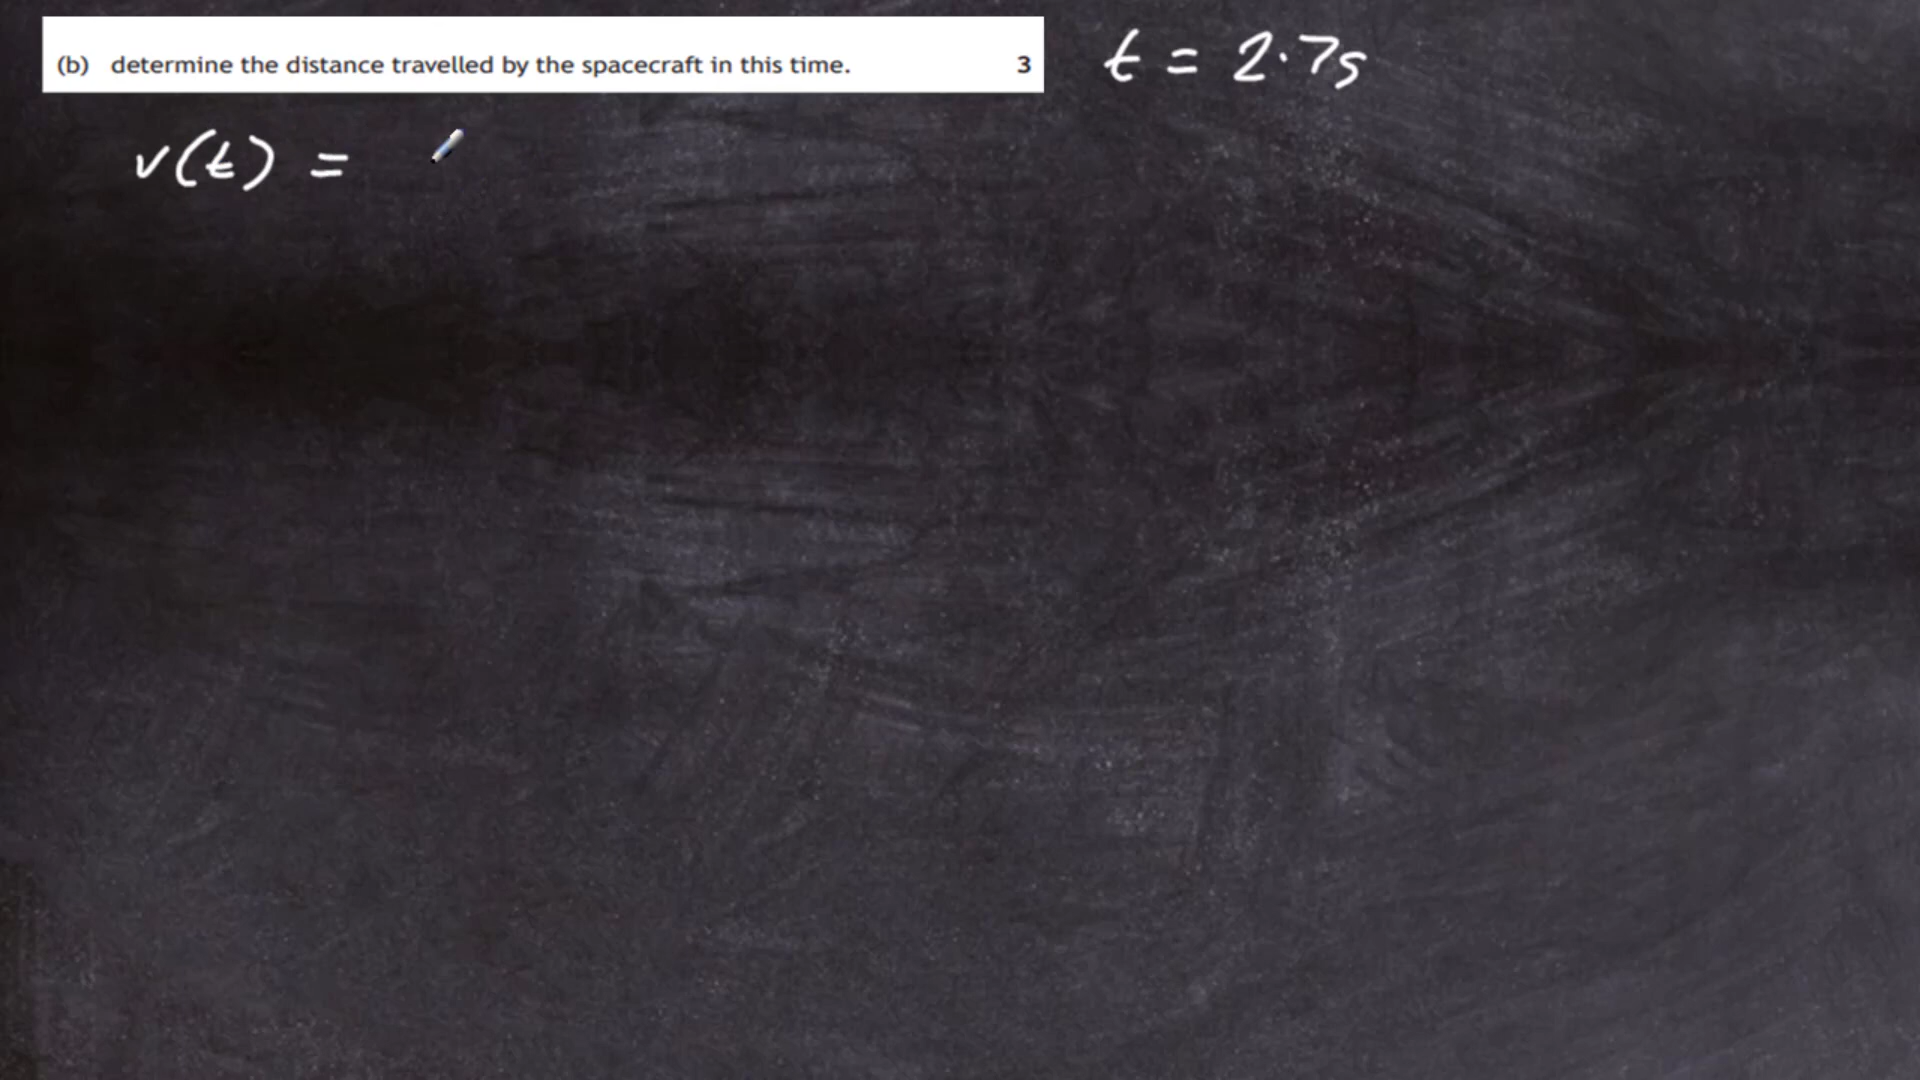 (b) determine the distance travelled by the spacecraft in this time. 3
t = 2·7s
v(t) =